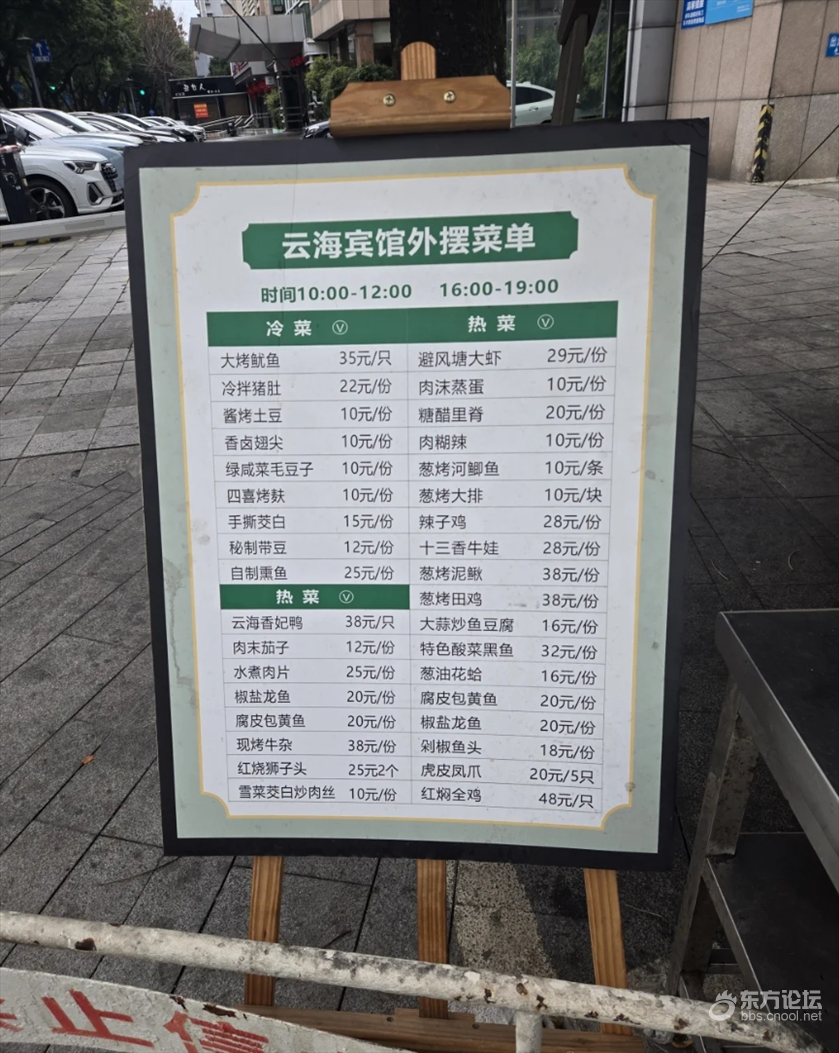 云海宾馆外摆菜单
时间10:00-12:00 16:00-19:00
冷菜 V
大烤鱿鱼 35元/只
冷拌猪肚 22元/份
酱烤土豆 10元/份
香卤翅尖 10元/份
绿咸菜毛豆子 10元/份
四喜烤麸 10元/份
手撕茭白 15元/份
秘制带豆 12元/份
自制熏鱼 25元/份
热菜 V
云海香妃鸭 38元/只
肉末茄子 12元/份
水煮肉片 25元/份
椒盐龙鱼 20元/份
腐皮包黄鱼 20元/份
现烤牛杂 38元/份
红烧狮子头 25元2个
雪菜茭白炒肉丝 10元/份
热菜 V
避风塘大虾 29元/份
肉沫蒸蛋 10元/份
糖醋里脊 20元/份
肉糊辣 10元/份
葱烤河鲫鱼 10元/条
葱烤大排 10元/块
辣子鸡 28元/份
十三香牛娃 28元/份
葱烤泥鳅 38元/份
葱烤田鸡 38元/份
大蒜炒鱼豆腐 16元/份
特色酸菜黑鱼 32元/份
葱油花蛤 16元/份
腐皮包黄鱼 20元/份
椒盐龙鱼 20元/份
剁椒鱼头 18元/份
虎皮凤爪 20元/5只
红焖全鸡 48元/只
禁止停
东方论坛
bbs.cnool.net